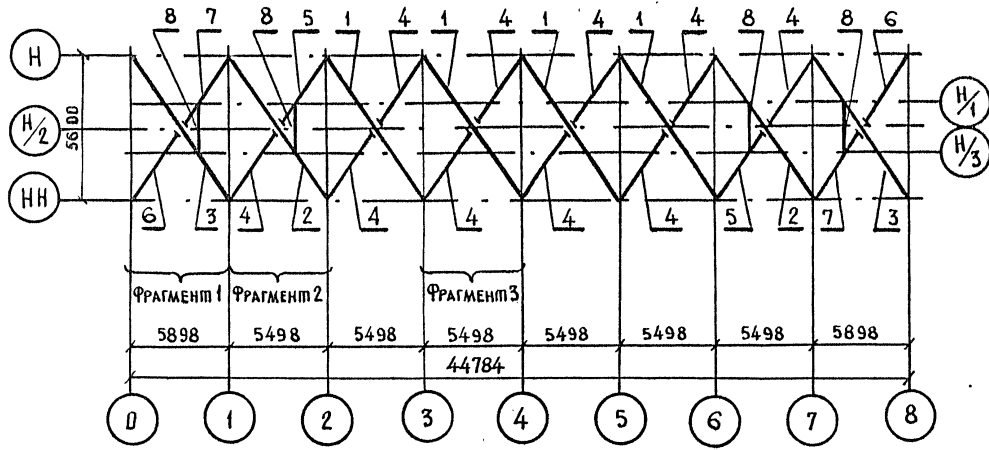 8 7 8 5 1 4 1 4 1 4 1 4 8 4 8 6
Н
Н/1
Н/2
5600
Н/3
НН
6 3 4 2 4 4 4 4 5 2 7 3
ФРАГМЕНТ 1 ФРАГМЕНТ 2 ФРАГМЕНТ 3
5898 5498 5498 5498 5498 5498 5498 5898
44784
0 1 2 3 4 5 6 7 8